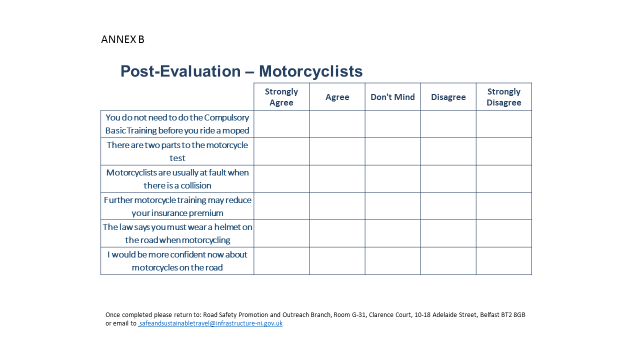 ANNEX B
Post-Evaluation – Motorcyclists
Strongly Agree Agree Don't Mind Disagree Strongly Disagree
You do not need to do the Compulsory
Basic Training before you ride a moped
There are two parts to the motorcycle
test
Motorcyclists are usually at fault when
there is a collision
Further motorcycle training may reduce
your insurance premium
The law says you must wear a helmet on
the road when motorcycling
I would be more confident now about
motorcycles on the road
Once completed please return to: Road Safety Promotion and Outreach Branch, Room G-31, Clarence Court, 10-18 Adelaide Street, Belfast BT2 8GB
or email to safeandsustainabletravel@infrastructure-ni.gov.uk